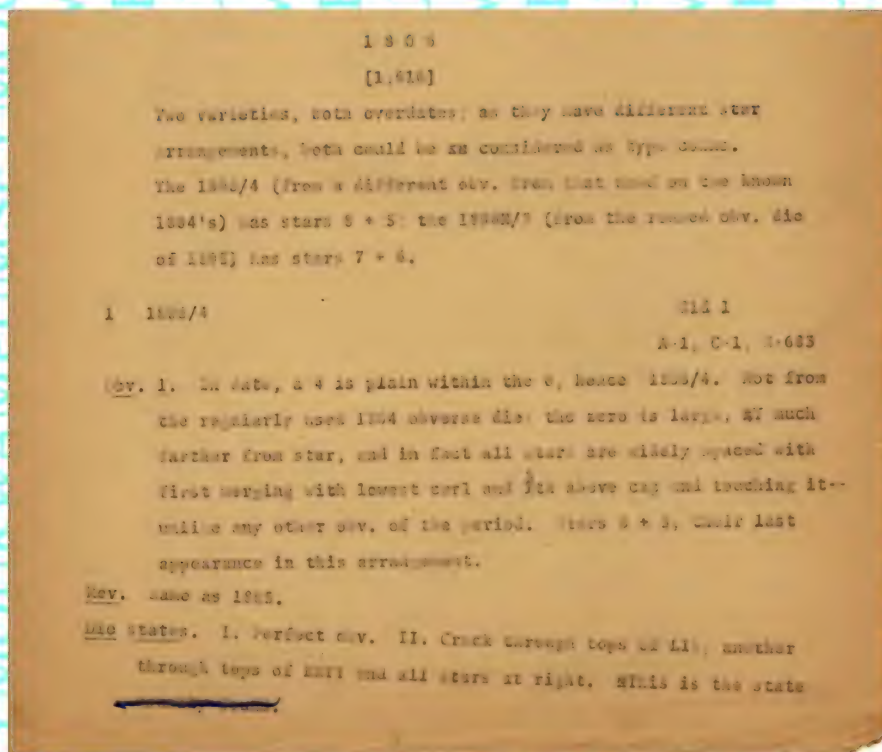 1 8 0 6
[1,616]
Two varieties, both overdates; as they have different star
arrangements, both could be xx considered as type coins.
The 1806/4 (from a different obv. from that used on the known
1804's) has stars 8 + 5; the 1806/5 (from the reused obv. die
of 1805) has stars 7 + 6.
1 1806/4
A-1, C-1,
Obv. 1. In date, a 4 is plain within the 6, hence 1806/4. Not from
the regularly used 1804 obverse die: the zero is large, much
farther from star, and in fact all stars are widely spaced with
first merging with lowest curl and above cap and touching it--
unlike any other obv. of the period. Stars 8 + 5, their last
appearance in this arrangement.
Rev. Same as 1805.
Die states. I. Perfect obv. II. Crack through tops of LIB, another
through tops of ERTY and all stars at right. This is the state